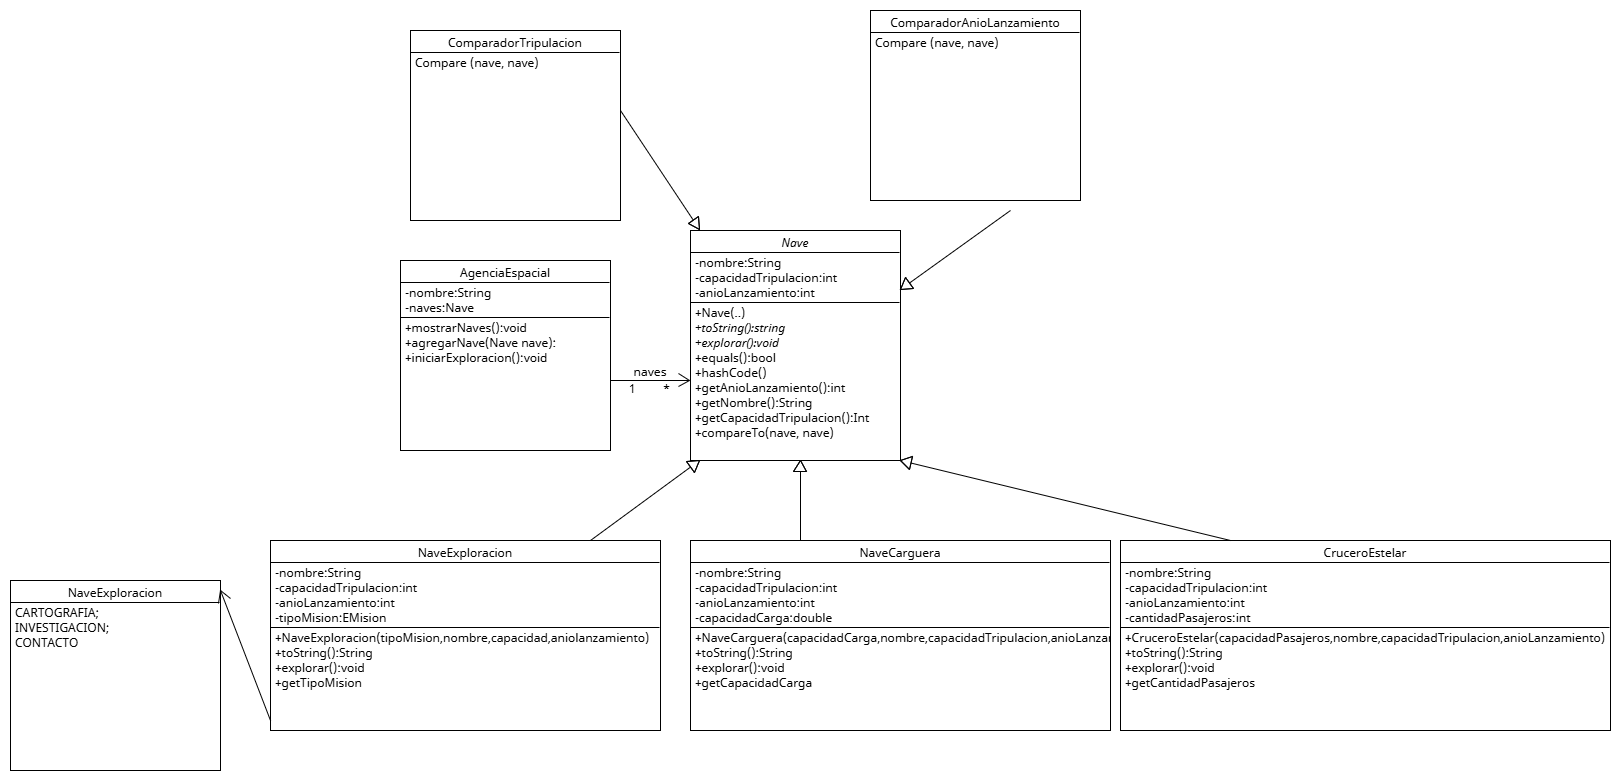 ComparadorAnioLanzamiento
Compare (nave, nave)
ComparadorTripulacion
Compare (nave, nave)
Nave
-nombre:String
-capacidadTripulacion:int
-anioLanzamiento:int
+Nave(..)
+toString():string
+explorar():void
+equals():bool
+hashCode()
+getAnioLanzamiento():int
+getNombre():String
+getCapacidadTripulacion():Int
+compareTo(nave, nave)
AgenciaEspacial
-nombre:String
-naves:Nave
+mostrarNaves():void
+agregarNave(Nave nave):
+iniciarExploracion():void
naves
1 *
NaveExploracion
-nombre:String
-capacidadTripulacion:int
-anioLanzamiento:int
-tipoMision:EMision
+NaveExploracion(tipoMision,nombre,capacidad,aniolanzamiento)
+toString():String
+explorar():void
+getTipoMision
NaveCarguera
-nombre:String
-capacidadTripulacion:int
-anioLanzamiento:int
-capacidadCarga:double
+NaveCarguera(capacidadCarga,nombre,capacidadTripulacion,anioLanzar
+toString():String
+explorar():void
+getCapacidadCarga
CruceroEstelar
-nombre:String
-capacidadTripulacion:int
-anioLanzamiento:int
-cantidadPasajeros:int
+CruceroEstelar(capacidadPasajeros,nombre,capacidadTripulacion,anioLanzamiento)
+toString():String
+explorar():void
+getCantidadPasajeros
NaveExploracion
CARTOGRAFIA;
INVESTIGACION;
CONTACTO